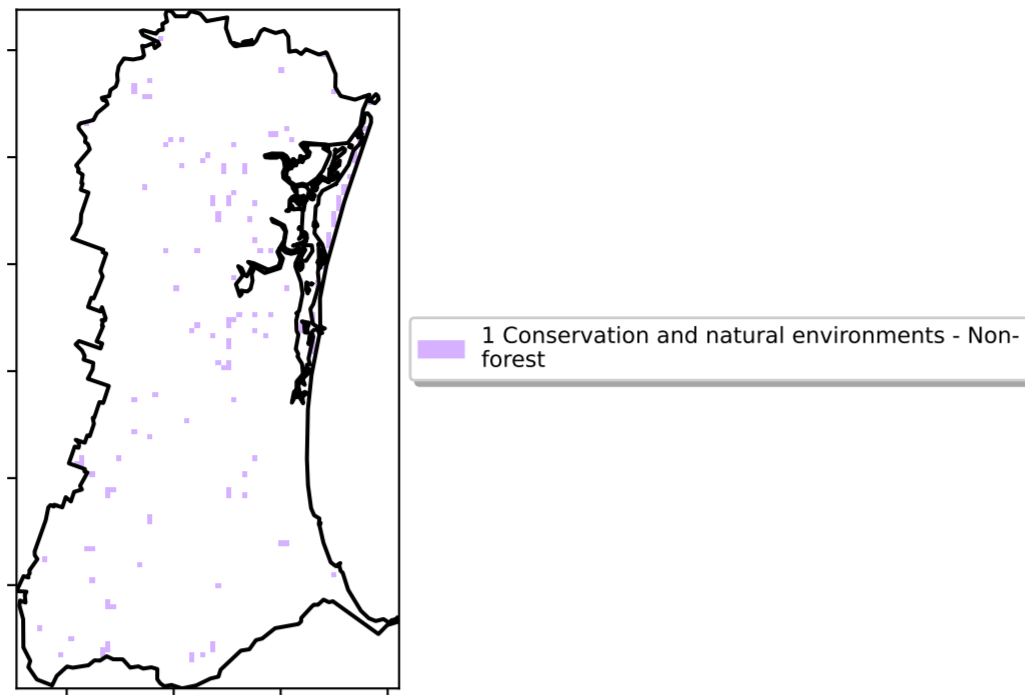 1 Conservation and natural environments - Non-
forest